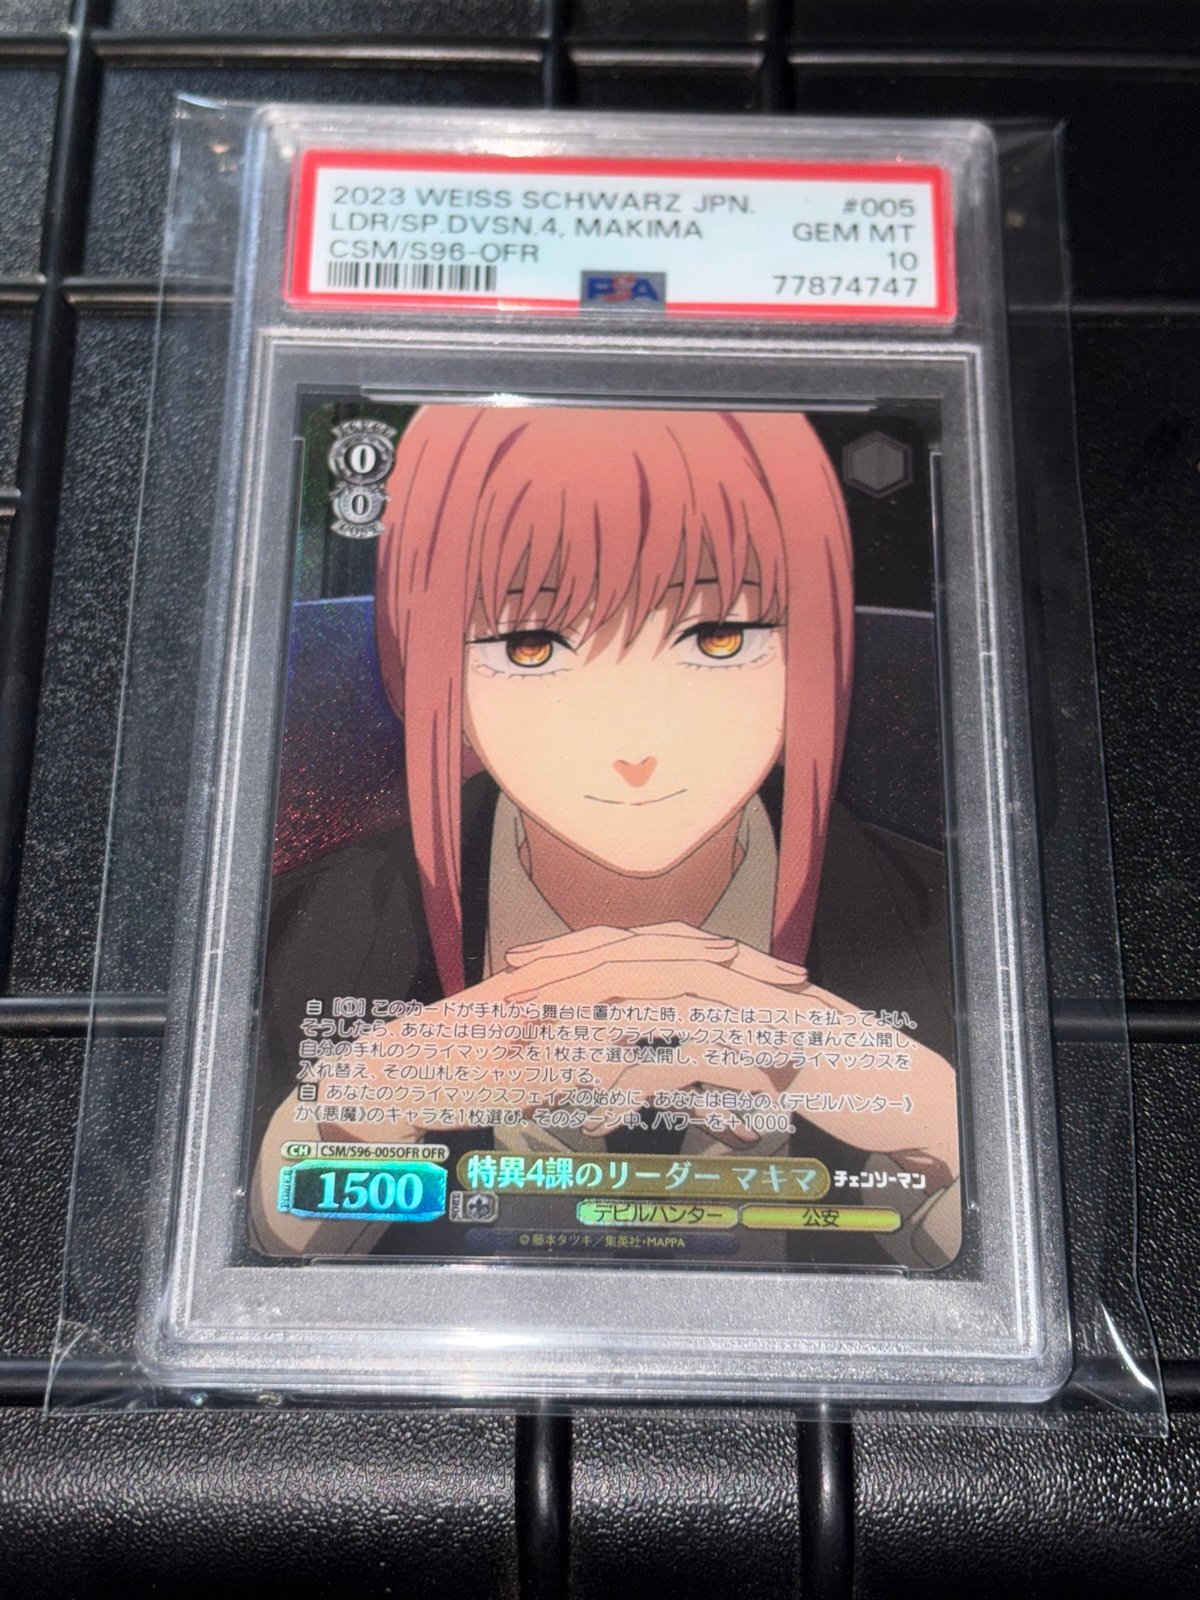 2023 WEISS SCHWARZ JPN. #005
LDR/SP.DVSN.4, MAKIMA GEM MT
CSM/S96-OFR 10
PSA 77874747
0
0
自 [①] このカードが手札から舞台に置かれた時、あなたはコストを払ってよい。
そうしたら、あなたは自分の山札を見てクライマックスを1枚まで選んで公開し、
自分の手札のクライマックスを1枚まで選び公開し、それらのクライマックスを
入れ替え、その山札をシャッフルする。
自 あなたのクライマックスフェイズの始めに、あなたは自分の、《デビルハンター》
か《悪魔》のキャラを1枚選び、そのターン中、パワーを+1000。
CH CSM/S96-005OFR OFR
POWER 1500 特異4課のリーダー マキマ チェンソーマン
SOUL デビルハンター 公安
©藤本タツキ/集英社・MAPPA